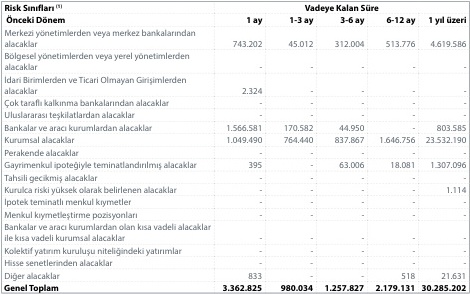 Risk Sınıfları (1) Vadeye Kalan Süre
Önceki Dönem 1 ay 1-3 ay 3-6 ay 6-12 ay 1 yıl üzeri
Merkezi yönetimlerden veya merkez bankalarından
alacaklar 743.202 45.012 312.004 513.776 4.619.586
Bölgesel yönetimlerden veya yerel yönetimlerden
alacaklar - - - - -
İdari Birimlerden ve Ticari Olmayan Girişimlerden
alacaklar 2.324 - - - -
Çok taraflı kalkınma bankalarından alacaklar - - - - -
Uluslararası teşkilatlardan alacaklar - - - - -
Bankalar ve aracı kurumlardan alacaklar 1.566.581 170.582 44.950 - 803.585
Kurumsal alacaklar 1.049.490 764.440 837.867 1.646.756 23.532.190
Perakende alacaklar - - - - -
Gayrimenkul ipoteğiyle teminatlandırılmış alacaklar 395 - 63.006 18.081 1.307.096
Tahsili gecikmiş alacaklar - - - - -
Kurulca riski yüksek olarak belirlenen alacaklar - - - - 1.114
İpotek teminatlı menkul kıymetler - - - - -
Menkul kıymetleştirme pozisyonları - - - - -
Bankalar ve aracı kurumlardan olan kısa vadeli alacaklar
ile kısa vadeli kurumsal alacaklar - - - - -
Kolektif yatırım kuruluşu niteliğindeki yatırımlar - - - - -
Hisse senetlerinden alacaklar - - - - -
Diğer alacaklar 833 - - 518 21.631
Genel Toplam 3.362.825 980.034 1.257.827 2.179.131 30.285.202